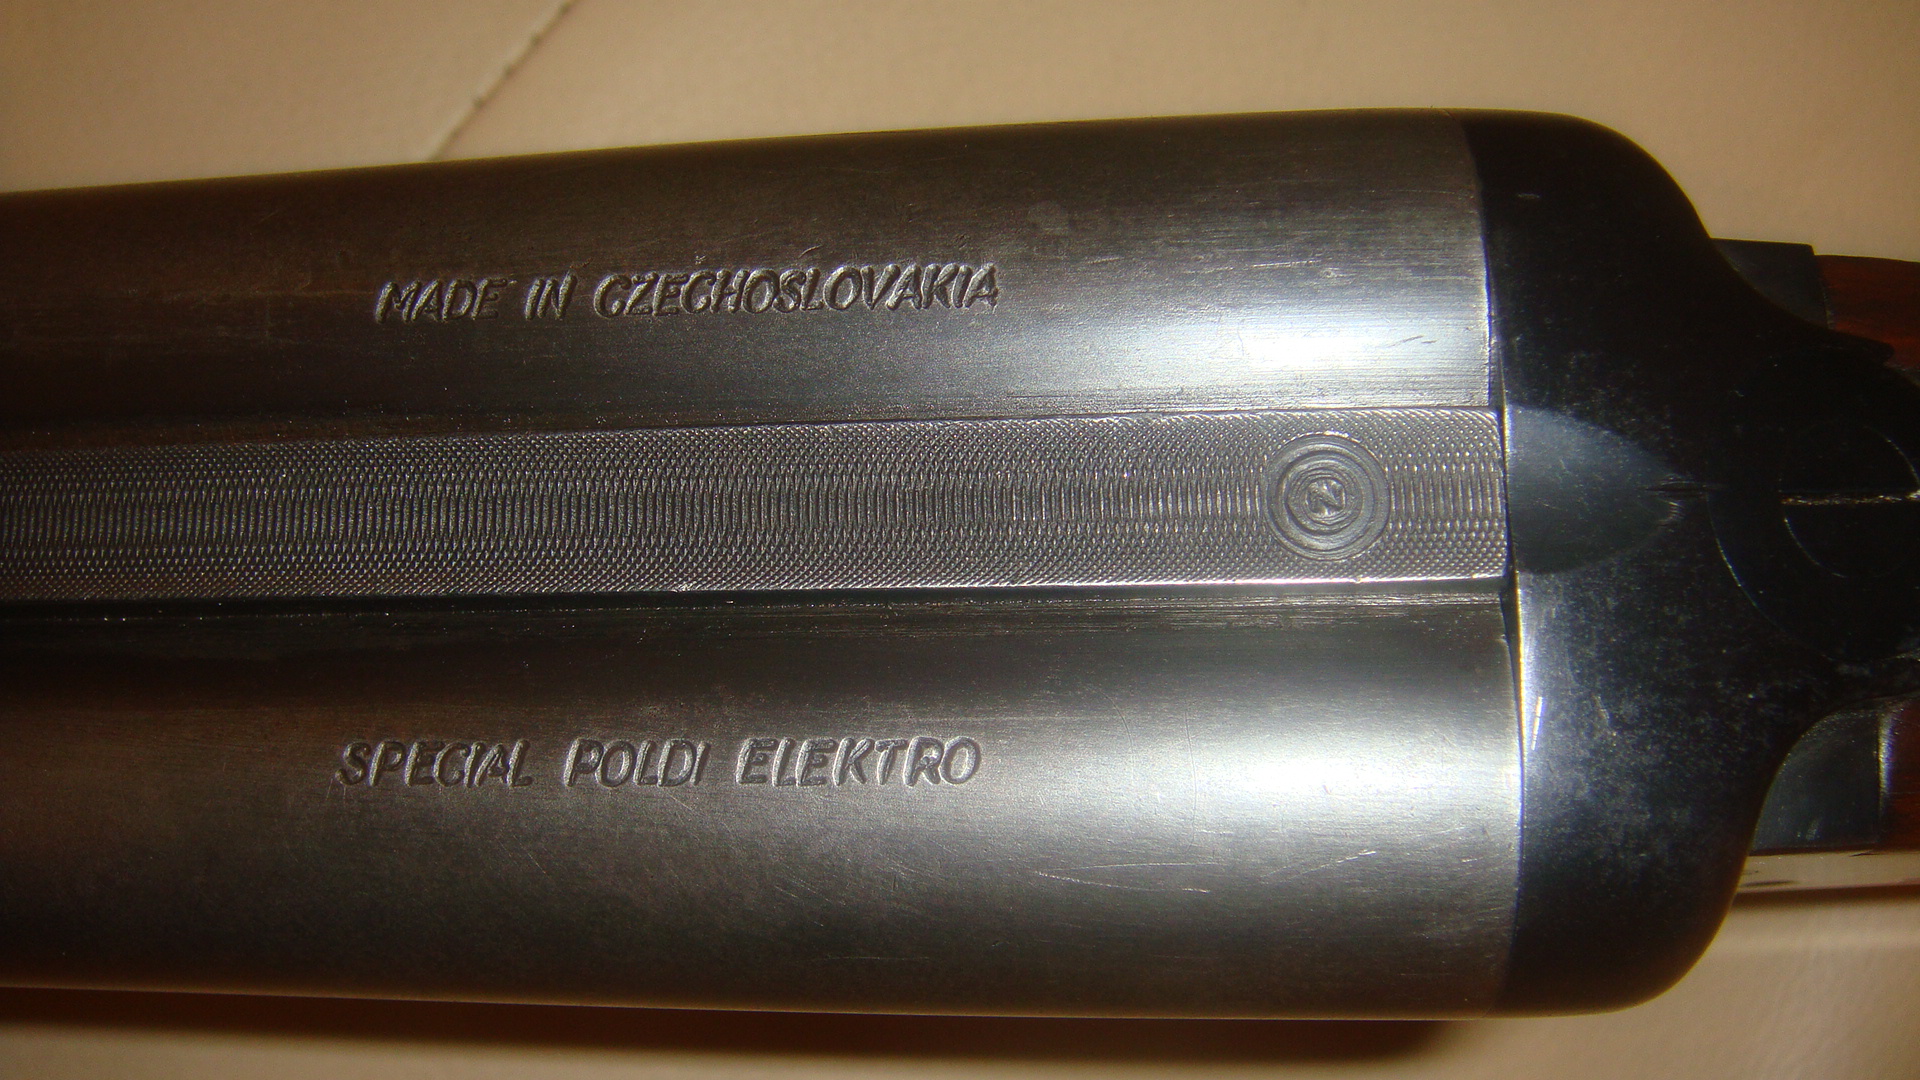 MADE IN CZECHOSLOVAKIA
Z
SPECIAL POLDI ELEKTRO